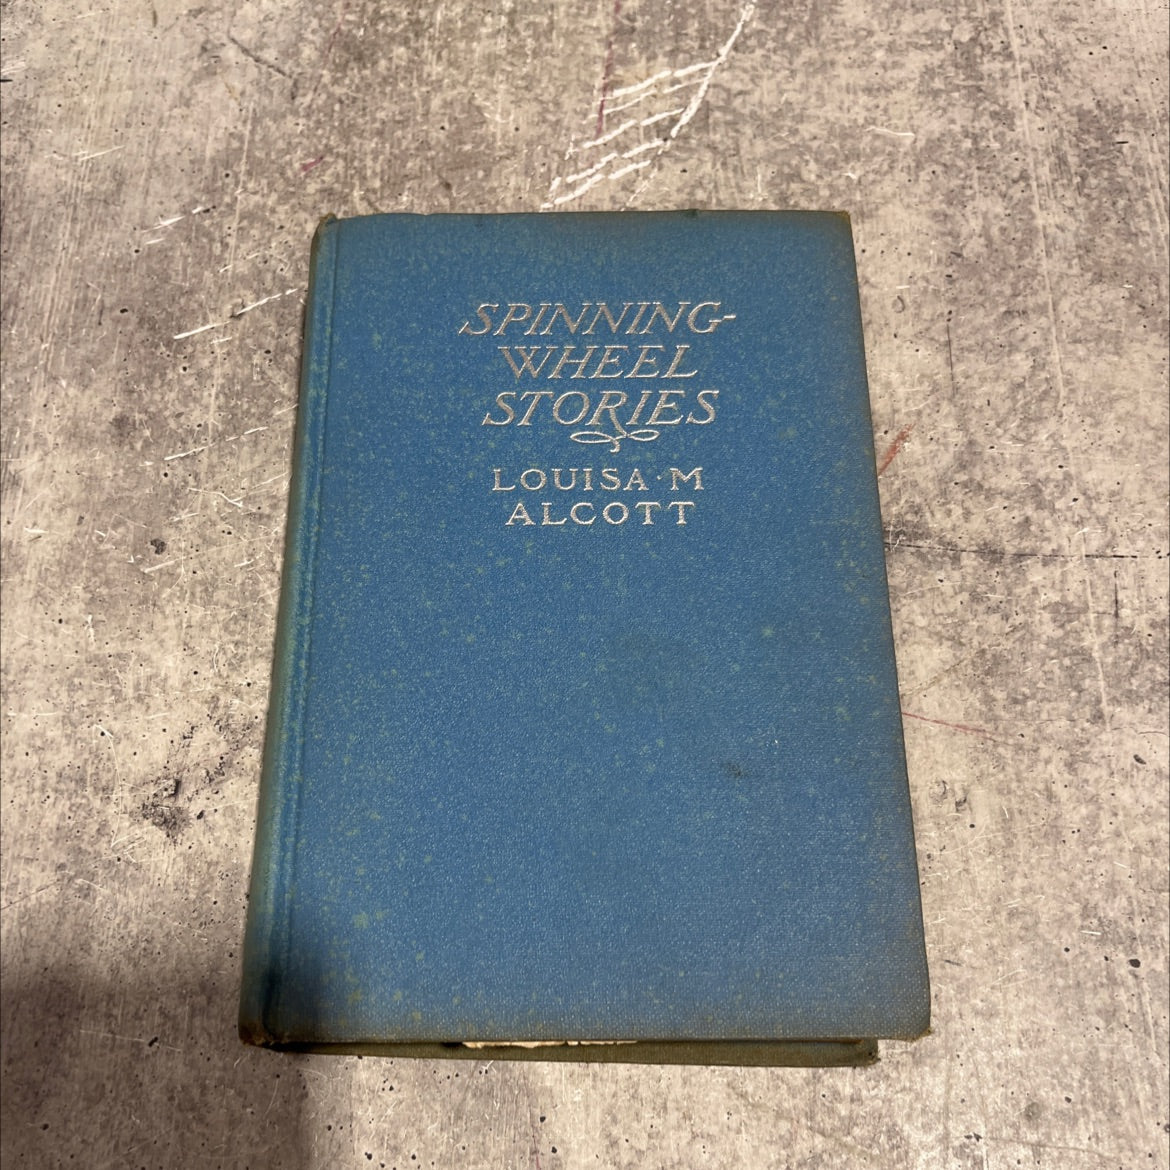 SPINNING-
WHEEL
STORIES
LOUISA·M
ALCOTT